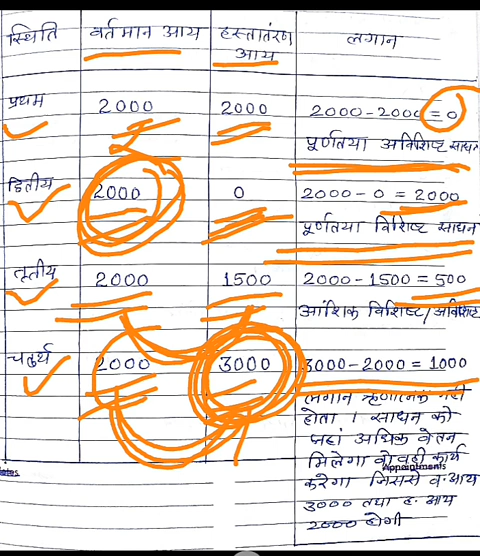 स्थिति वर्तमान आय हस्तांतरण आय लगान
प्रथम 2000 2000 2000-2000 = 0
पूर्णतया अविशिष्ट साधन
द्वितीय 2000 0 2000-0 = 2000
पूर्णतया विशिष्ट साधन
तृतीय 2000 1500 2000-1500 = 500
आंशिक विशिष्ट/अविशिष्ट
चतुर्थ 2000 3000 3000-2000 = 1000
लगान ऋणात्मक नहीं
होता । साधन को
जहां अधिक वेतन
मिलेगा वो वही कार्य
Appointments
करेगा जिससे व.आय
3000 तथा ह. आय
2000 होगी